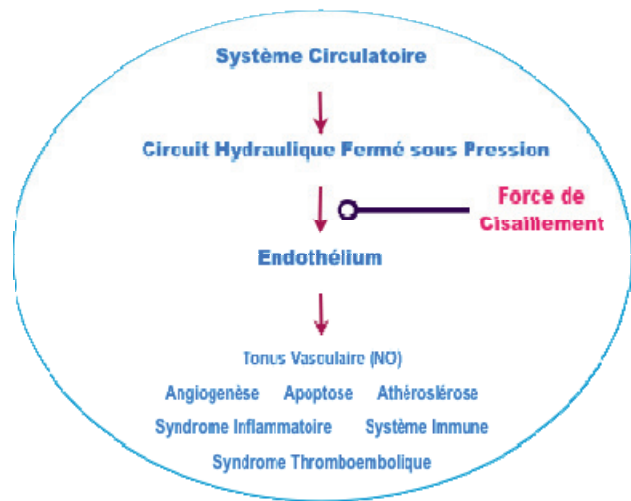 Système Circulatoire
Circuit Hydraulique Fermé sous Pression
Force de
Cisaillement
Endothélium
Tonus Vasculaire (NO)
Angiogenèse Apoptose Athéroslérose
Syndrome Inflammatoire Système Immune
Syndrome Thromboembolique